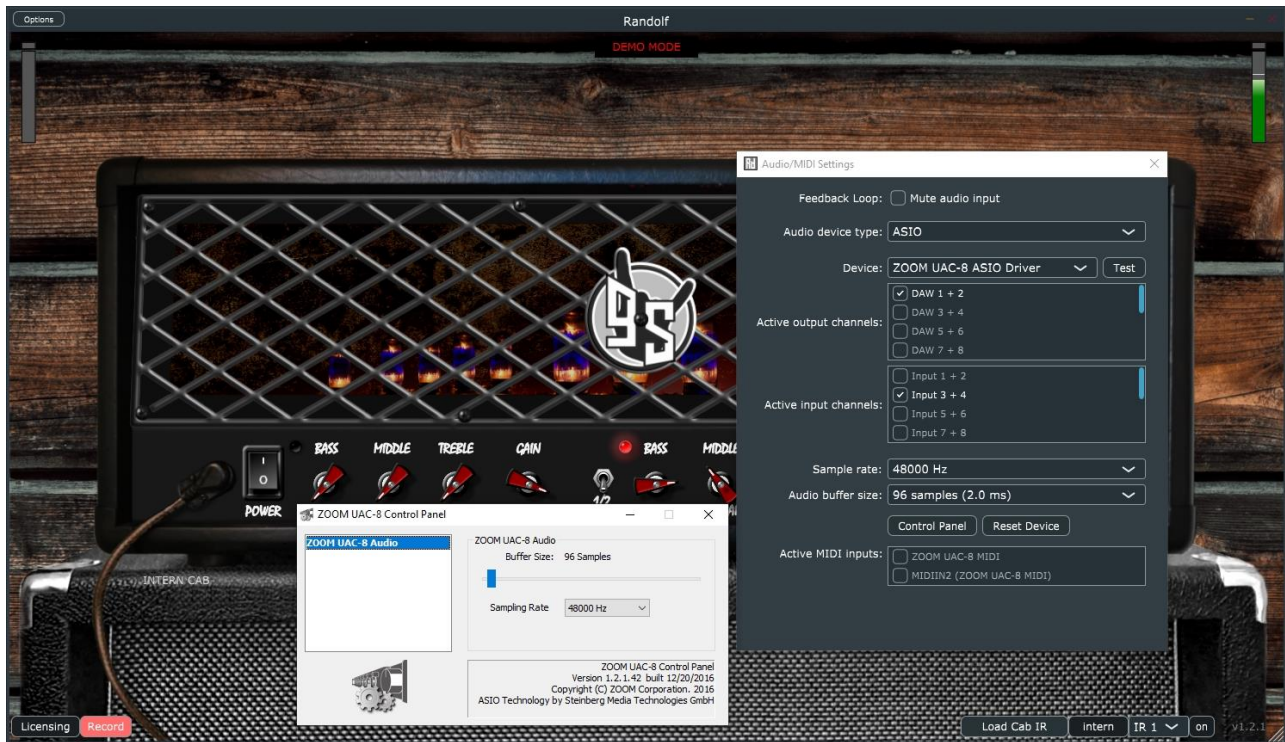 Options
Randolf
DEMO MODE
Audio/MIDI Settings
Feedback Loop: Mute audio input
Audio device type: ASIO
Device: ZOOM UAC-8 ASIO Driver Test
Active output channels:
DAW 1 + 2
DAW 3 + 4
DAW 5 + 6
DAW 7 + 8
Active input channels:
Input 1 + 2
Input 3 + 4
Input 5 + 6
Input 7 + 8
Sample rate: 48000 Hz
Audio buffer size: 96 samples (2.0 ms)
Control Panel Reset Device
Active MIDI inputs:
ZOOM UAC-8 MIDI
MIDIIN2 (ZOOM UAC-8 MIDI)
gs
BASS MIDDLE TREBLE GAIN BASS MIDDLE
I
O
POWER
1/2
ZOOM UAC-8 Control Panel
ZOOM UAC-8 Audio
ZOOM UAC-8 Audio
Buffer Size: 96 Samples
Sampling Rate 48000 Hz
ZOOM UAC-8 Control Panel
Version 1.2.1.42 built 12/20/2016
Copyright (C) ZOOM Corporation. 2016
ASIO Technology by Steinberg Media Technologies GmbH
INTERN CAB
Licensing Record
Load Cab IR intern IR 1 on v1.2.1